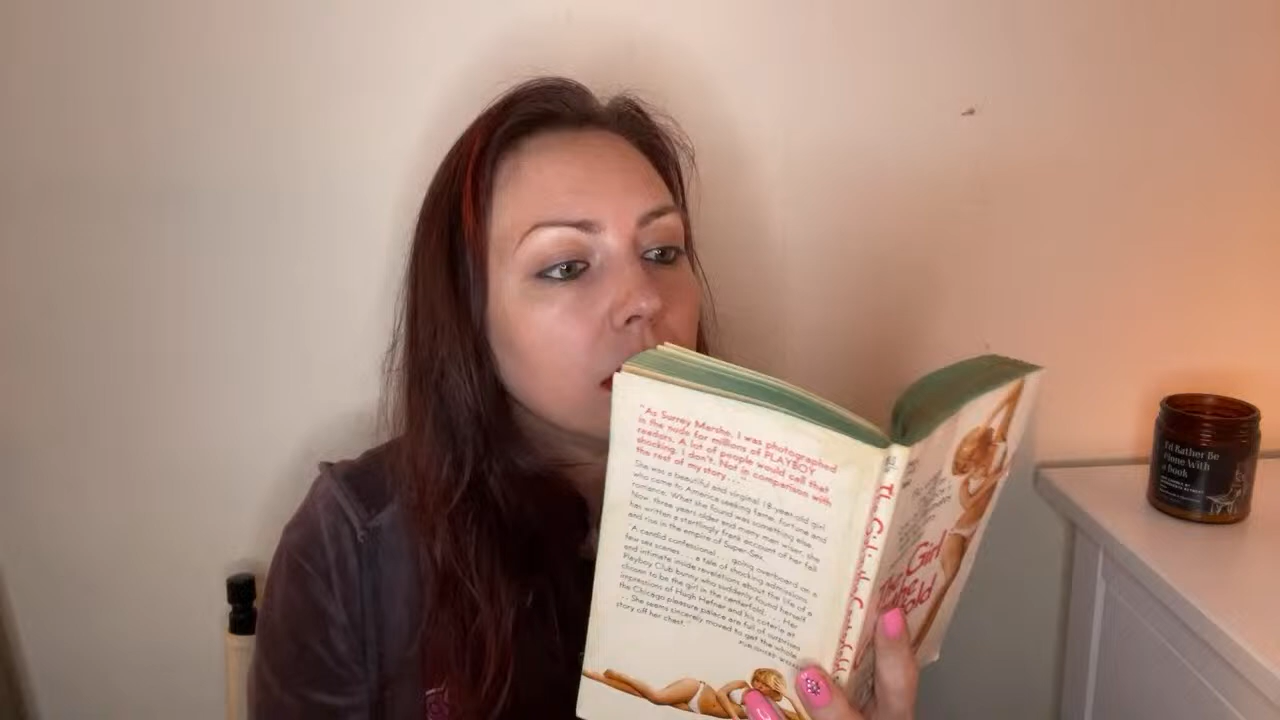 "As Surrey Marshe, I was photographed
in the nude for millions of PLAYBOY
readers. A lot of people would call that
shocking. I don't. Not in comparison with
the rest of my story . . ."
She was a beautiful and virginal 18-year-old girl
who came to America seeking fame, fortune and
romance. What she found was something else.
Now, three years older and many men wiser, she
has written a startlingly frank account of her fall
and rise in the empire of Super-Sex.
"A candid confessional . . . going overboard on a
few sex scenes . . . a tale of shocking admissions
and intimate inside revelations about the life of a
Playboy Club bunny who suddenly found herself
chosen to be the girl in the centerfold. . . . Her
impressions of Hugh Hefner and his coterie at
the Chicago pleasure palace are full of surprises
. . . She seems sincerely moved to get the whole
story off her chest."
The Girl in the Centerfold
Girl
I'd Rather Be
Alone With
a Book